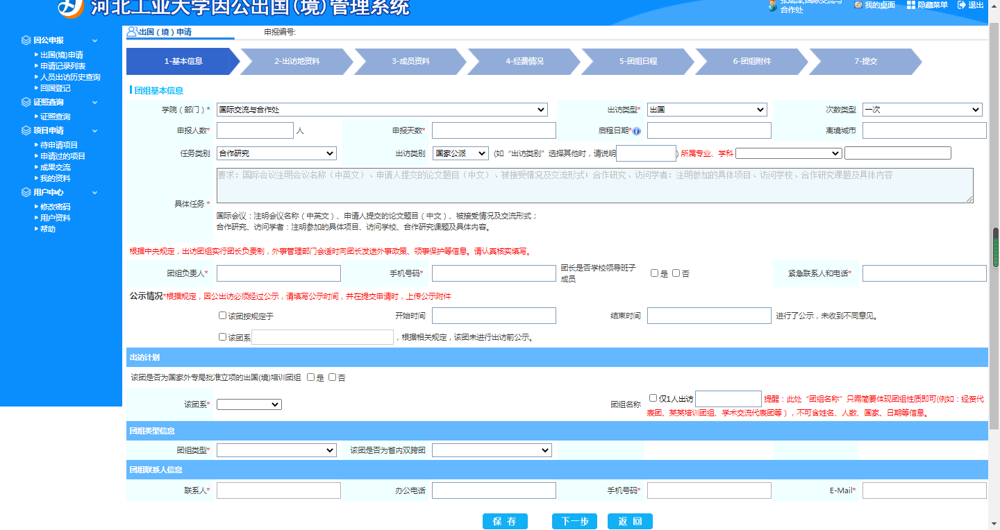 河北工业大学因公出国(境)管理系统
合作处
我的桌面
隐藏菜单
退出
因公申报
出国(境)申请
申请记录列表
人员出访历史查询
回国登记
证照查询
证照查询
项目申请
待申请项目
申请过的项目
成果交流
我的资料
用户中心
修改密码
用户资料
帮助
出国（境）申请
申报编号:
1-基本信息
2-出访地资料
3-成员资料
4-经费情况
5-团组日程
6-团组附件
7-提交
团组基本信息
学院（部门）* 国际交流与合作处 出访类型* 出国 次数类型 一次
申报人数* 人 申报天数* 启程日期* 离境城市
任务类别 合作研究 出访类别 国家公派 (如“出访类别”选择其他时，请说明 ) 所属专业、学科
要求：国际会议注明会议名称（中英文）、申请人提交的论文题目（中文）、被接受情况及交流形式；合作研究、访问学者：注明参加的具体项目、访问学校、合作研究课题及具体内容
具体任务 *
国际会议：注明会议名称（中英文）、申请人提交的论文题目（中文）、被接受情况及交流形式；
合作研究、访问学者：注明参加的具体项目、访问学校、合作研究课题及具体内容。
根据中央规定，出访团组实行团长负责制，外事管理部门会适时向团长发送外事政策、领事保护等信息。请认真核实填写。
团组负责人* 手机号码* 团长是否学校领导班子
成员 是 否 紧急联系人和电话*
公示情况*根据规定，因公出访必须经过公示，请填写公示时间，并在提交申请时，上传公示附件
该团按规定于 开始时间 结束时间 进行了公示，未收到不同意见。
该团系 ，根据相关规定，该团未进行出访前公示。
出访计划
该团是否为国家外专局批准立项的出国(境)培训团组 是 否
该团系* 团组名称 仅1人出访 提醒：此处“团组名称”只需简要体现团组性质即可(例如：经贸代
表团、某某培训团组、学术交流代表团等），不可含姓名、人数、国家、日期等信息。
团组类型信息
团组类型* 该团是否为省内双跨团
团组联系人信息
联系人* 办公电话 手机号码* E-Mail*
保 存
下一步
返 回